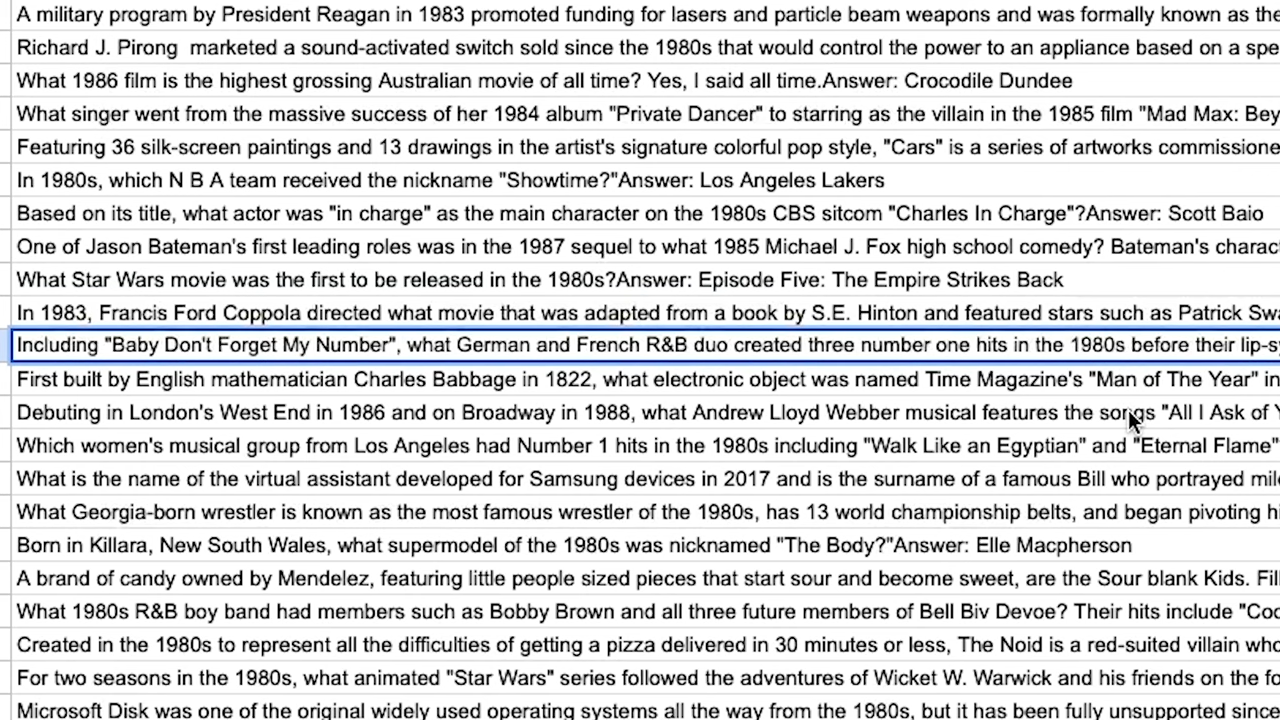 A military program by President Reagan in 1983 promoted funding for lasers and particle beam weapons and was formally known as the
Richard J. Pirong  marketed a sound-activated switch sold since the 1980s that would control the power to an appliance based on a spe
What 1986 film is the highest grossing Australian movie of all time? Yes, I said all time.Answer: Crocodile Dundee
What singer went from the massive success of her 1984 album "Private Dancer" to starring as the villain in the 1985 film "Mad Max: Bey
Featuring 36 silk-screen paintings and 13 drawings in the artist's signature colorful pop style, "Cars" is a series of artworks commissione
In 1980s, which N B A team received the nickname "Showtime?"Answer: Los Angeles Lakers
Based on its title, what actor was "in charge" as the main character on the 1980s CBS sitcom "Charles In Charge"?Answer: Scott Baio
One of Jason Bateman's first leading roles was in the 1987 sequel to what 1985 Michael J. Fox high school comedy? Bateman's charac
What Star Wars movie was the first to be released in the 1980s?Answer: Episode Five: The Empire Strikes Back
In 1983, Francis Ford Coppola directed what movie that was adapted from a book by S.E. Hinton and featured stars such as Patrick Swa
Including "Baby Don't Forget My Number", what German and French R&B duo created three number one hits in the 1980s before their lip-sy
First built by English mathematician Charles Babbage in 1822, what electronic object was named Time Magazine's "Man of The Year" in
Debuting in London's West End in 1986 and on Broadway in 1988, what Andrew Lloyd Webber musical features the songs "All I Ask of Y
Which women's musical group from Los Angeles had Number 1 hits in the 1980s including "Walk Like an Egyptian" and "Eternal Flame"
What is the name of the virtual assistant developed for Samsung devices in 2017 and is the surname of a famous Bill who portrayed mile
What Georgia-born wrestler is known as the most famous wrestler of the 1980s, has 13 world championship belts, and began pivoting hi
Born in Killara, New South Wales, what supermodel of the 1980s was nicknamed "The Body?"Answer: Elle Macpherson
A brand of candy owned by Mendelez, featuring little people sized pieces that start sour and become sweet, are the Sour blank Kids. Fil
What 1980s R&B boy band had members such as Bobby Brown and all three future members of Bell Biv Devoe? Their hits include "Coo
Created in the 1980s to represent all the difficulties of getting a pizza delivered in 30 minutes or less, The Noid is a red-suited villain who
For two seasons in the 1980s, what animated "Star Wars" series followed the adventures of Wicket W. Warwick and his friends on the fo
Microsoft Disk was one of the original widely used operating systems all the way from the 1980s, but it has been fully unsupported since